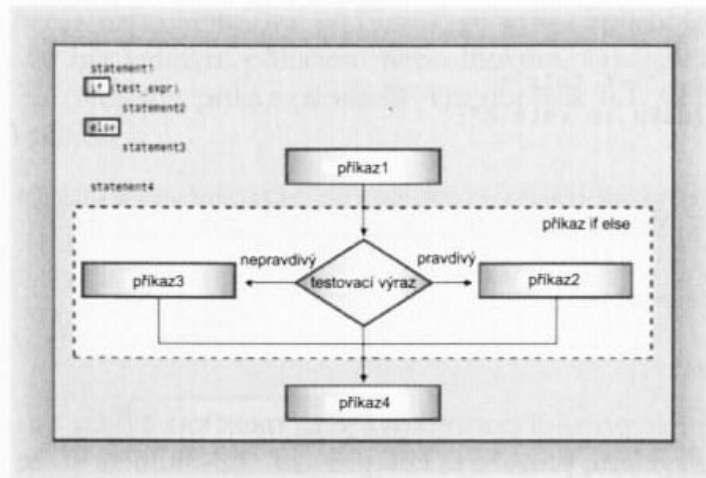 statement1
if (test_expr)
statement2
else
statement3
statement4
příkaz1
příkaz if else
nepravdivý
pravdivý
příkaz3
testovací výraz
příkaz2
příkaz4